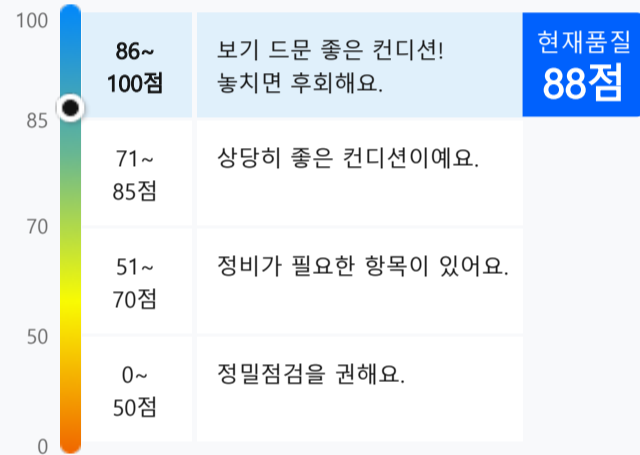 100
86~
100점
보기 드문 좋은 컨디션!
놓치면 후회해요.
현재품질
88점
85
71~
85점
상당히 좋은 컨디션이예요.
70
51~
70점
정비가 필요한 항목이 있어요.
50
0~
50점
정밀점검을 권해요.
0